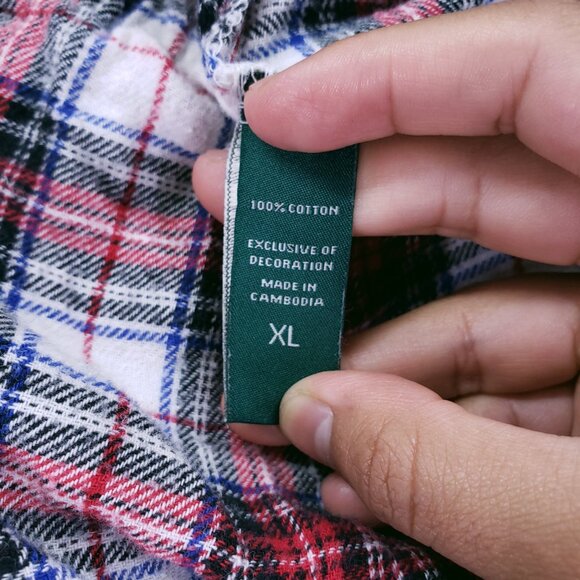 100% COTTON
EXCLUSIVE OF
DECORATION
MADE IN
CAMBODIA
XL